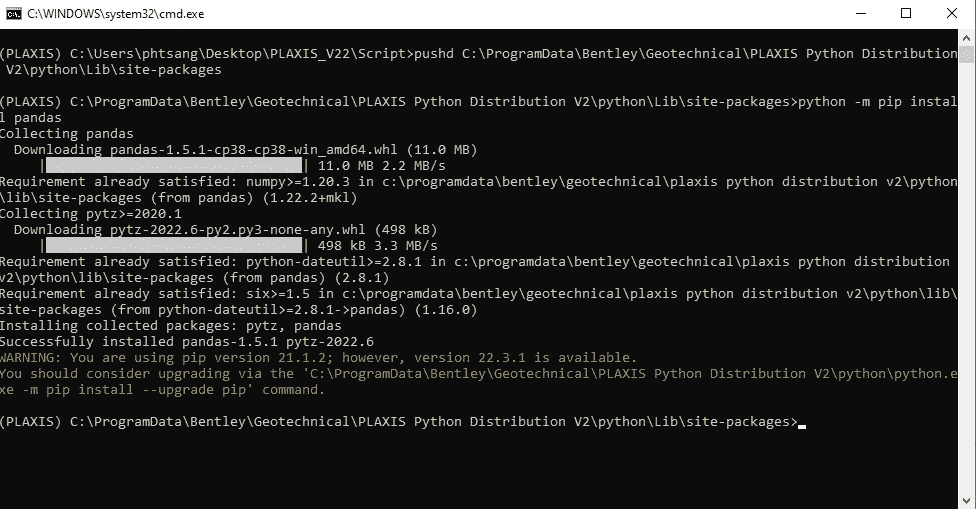 C:\WINDOWS\system32\cmd.exe
(PLAXIS) C:\Users\phtsang\Desktop\PLAXIS_V22\Script>pushd C:\ProgramData\Bentley\Geotechnical\PLAXIS Python Distribution
 V2\python\Lib\site-packages
(PLAXIS) C:\ProgramData\Bentley\Geotechnical\PLAXIS Python Distribution V2\python\Lib\site-packages>python -m pip instal
l pandas
Collecting pandas
  Downloading pandas-1.5.1-cp38-cp38-win_amd64.whl (11.0 MB)
     | | 11.0 MB 2.2 MB/s
Requirement already satisfied: numpy>=1.20.3 in c:\programdata\bentley\geotechnical\plaxis python distribution v2\python
\lib\site-packages (from pandas) (1.22.2+mkl)
Collecting pytz>=2020.1
  Downloading pytz-2022.6-py2.py3-none-any.whl (498 kB)
     | | 498 kB 3.3 MB/s
Requirement already satisfied: python-dateutil>=2.8.1 in c:\programdata\bentley\geotechnical\plaxis python distribution
v2\python\lib\site-packages (from pandas) (2.8.1)
Requirement already satisfied: six>=1.5 in c:\programdata\bentley\geotechnical\plaxis python distribution v2\python\lib\
site-packages (from python-dateutil>=2.8.1->pandas) (1.16.0)
Installing collected packages: pytz, pandas
Successfully installed pandas-1.5.1 pytz-2022.6
WARNING: You are using pip version 21.1.2; however, version 22.3.1 is available.
You should consider upgrading via the 'C:\ProgramData\Bentley\Geotechnical\PLAXIS Python Distribution V2\python\python.e
xe -m pip install --upgrade pip' command.
(PLAXIS) C:\ProgramData\Bentley\Geotechnical\PLAXIS Python Distribution V2\python\Lib\site-packages>